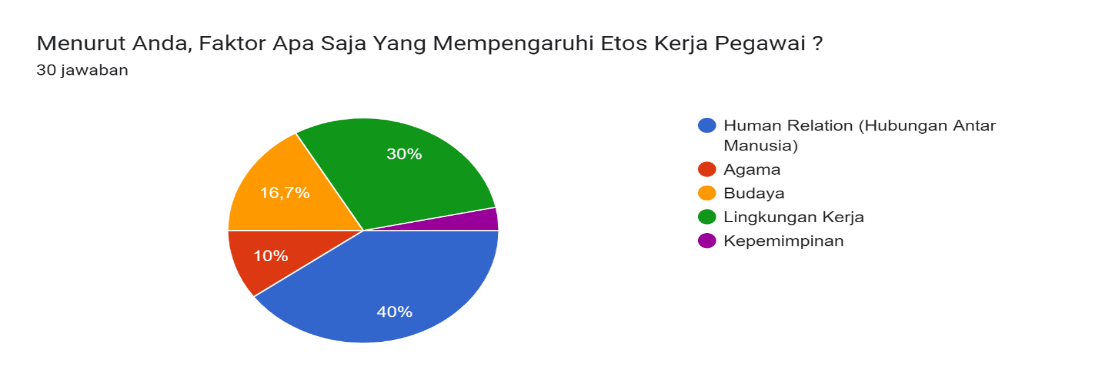 Menurut Anda, Faktor Apa Saja Yang Mempengaruhi Etos Kerja Pegawai ?
30 jawaban
30%
16,7%
10%
40%
Human Relation (Hubungan Antar
Manusia)
Agama
Budaya
Lingkungan Kerja
Kepemimpinan